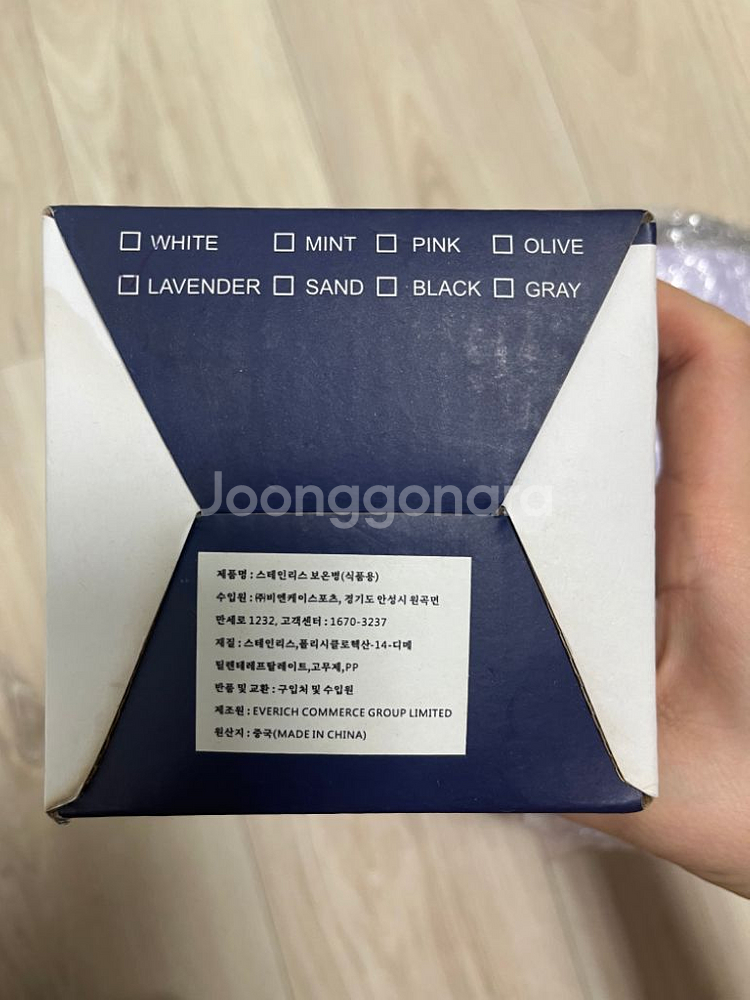 ☐ WHITE ☐ MINT ☐ PINK ☐ OLIVE
☐ LAVENDER ☐ SAND ☐ BLACK ☐ GRAY
Joonggonara
제품명 : 스테인리스 보온병(식품용)
수입원 : ㈜비엔케이스포츠, 경기도 안성시 원곡면
만세로 1232, 고객센터 : 1670-3237
재질 : 스테인리스,폴리시클로헥산-14-디메
틸렌테레프탈레이트,고무제,PP
반품 및 교환 : 구입처 및 수입원
제조원 : EVERICH COMMERCE GROUP LIMITED
원산지 : 중국(MADE IN CHINA)